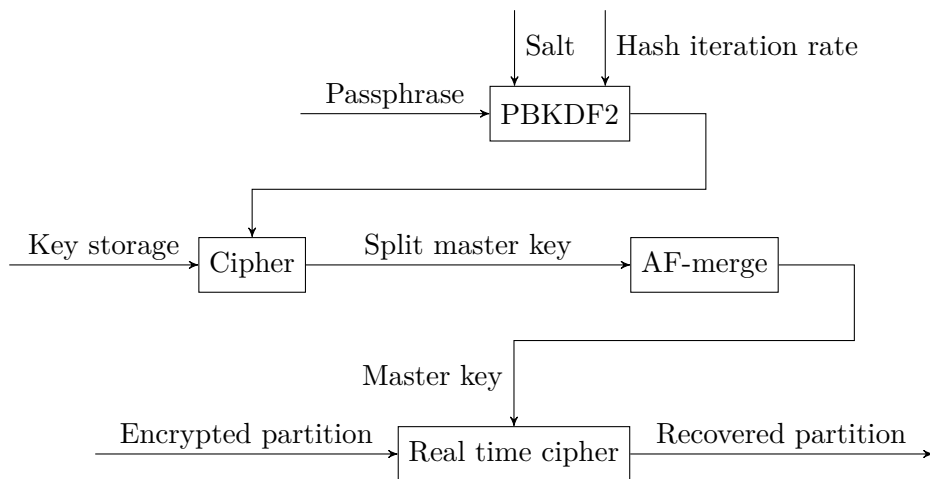 Salt
Hash iteration rate
Passphrase
PBKDF2
Key storage
Cipher
Split master key
AF-merge
Master key
Encrypted partition
Real time cipher
Recovered partition